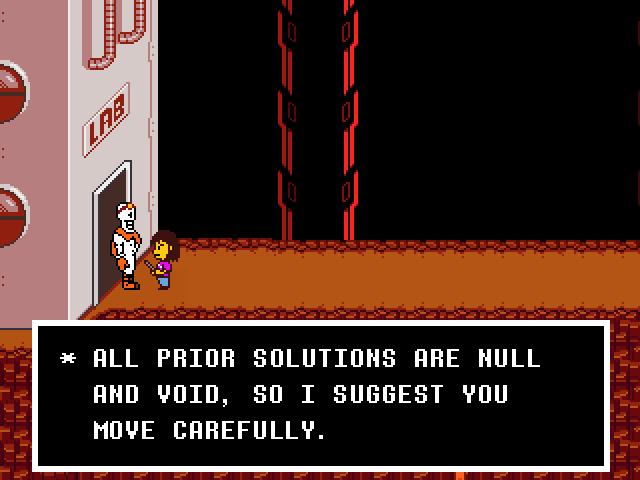 LAB
* ALL PRIOR SOLUTIONS ARE NULL
AND VOID, SO I SUGGEST YOU
MOVE CAREFULLY.